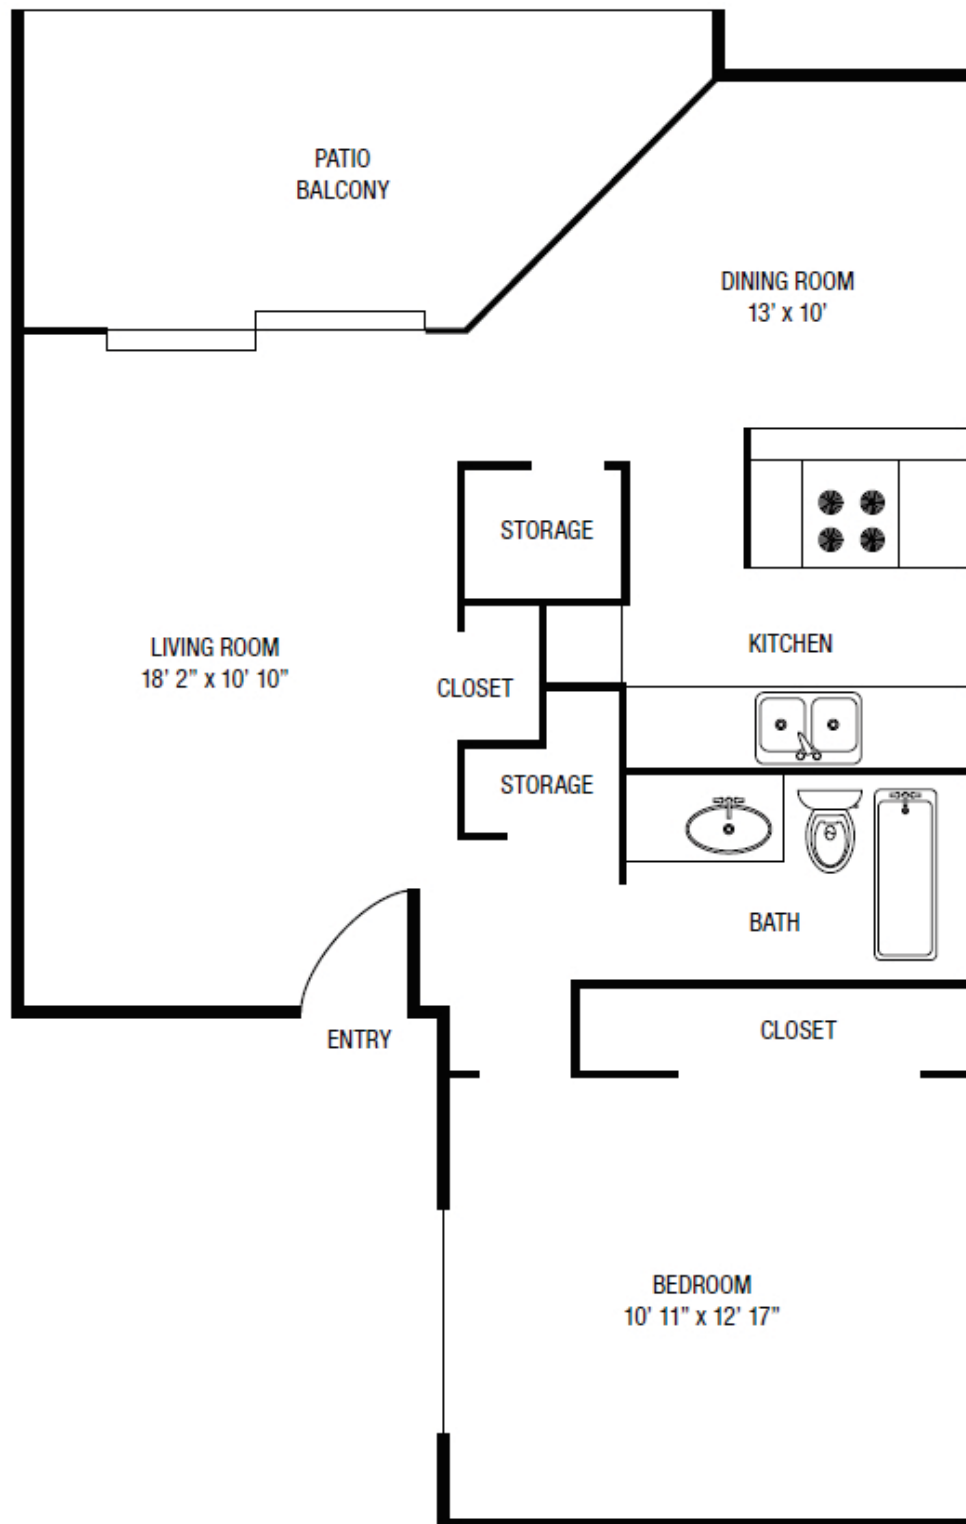 PATIO
BALCONY
DINING ROOM
13’ x 10’
STORAGE
LIVING ROOM
18’ 2” x 10’ 10”
KITCHEN
CLOSET
STORAGE
BATH
ENTRY
CLOSET
BEDROOM
10’ 11” x 12’ 17”